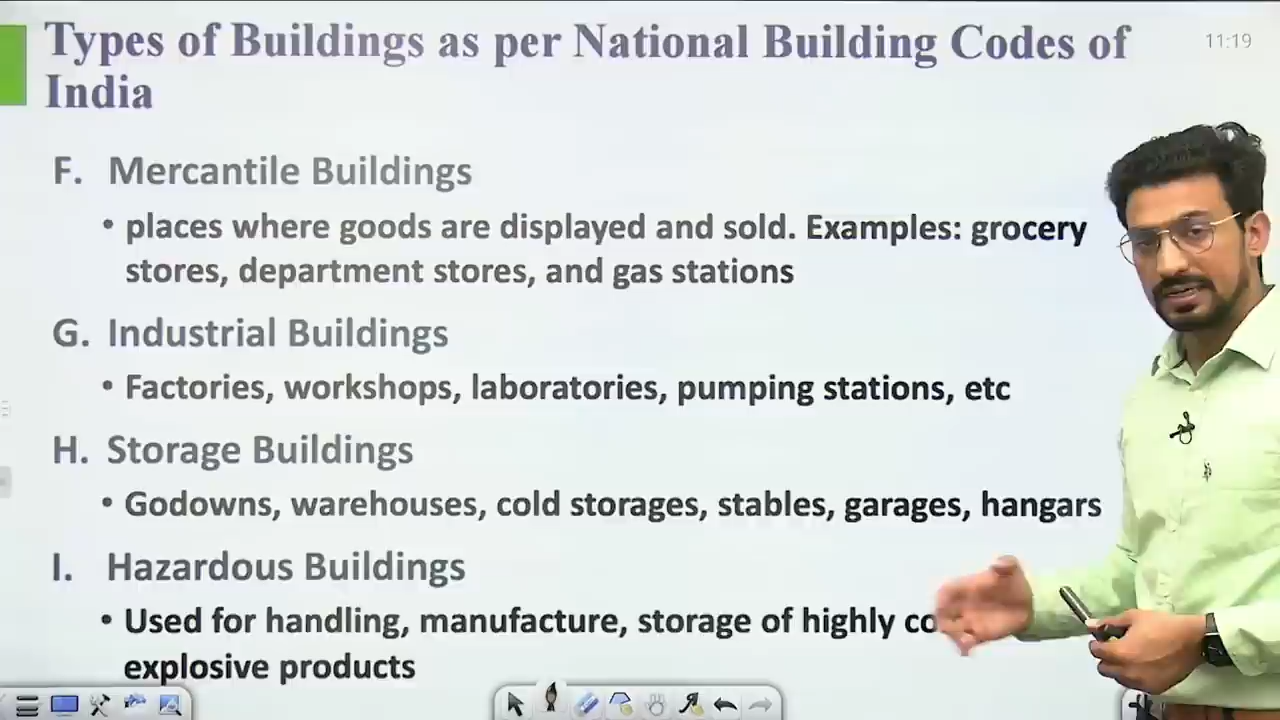 Types of Buildings as per National Building Codes of
India
11:19
F. Mercantile Buildings
• places where goods are displayed and sold. Examples: grocery
stores, department stores, and gas stations
G. Industrial Buildings
• Factories, workshops, laboratories, pumping stations, etc
H. Storage Buildings
• Godowns, warehouses, cold storages, stables, garages, hangars
I. Hazardous Buildings
• Used for handling, manufacture, storage of highly
explosive products